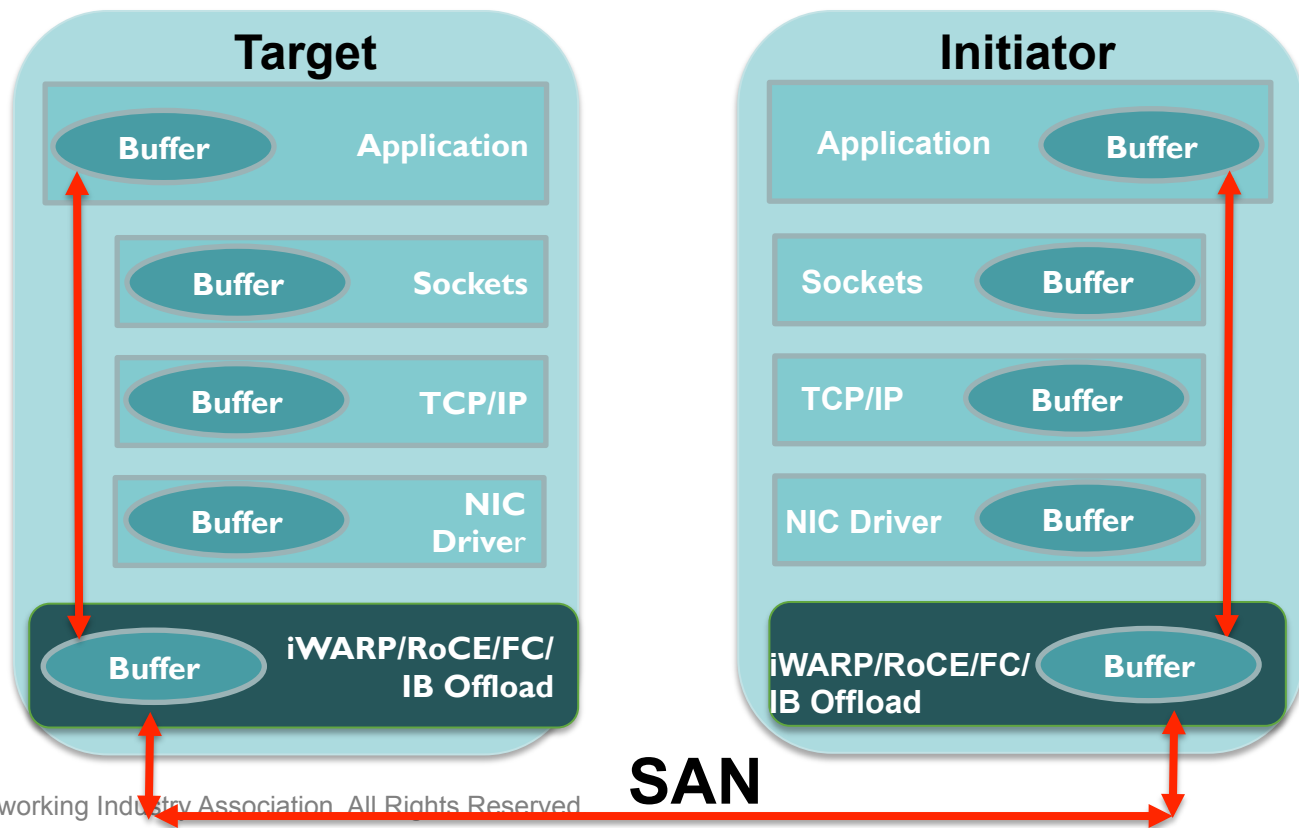 Target
Buffer Application
Buffer Sockets
Buffer TCP/IP
Buffer NIC
Driver
Buffer iWARP/RoCE/FC/
IB Offload
Initiator
Application Buffer
Sockets Buffer
TCP/IP Buffer
NIC Driver Buffer
iWARP/RoCE/FC/ Buffer
IB Offload
SAN
working Industry Association. All Rights Reserved